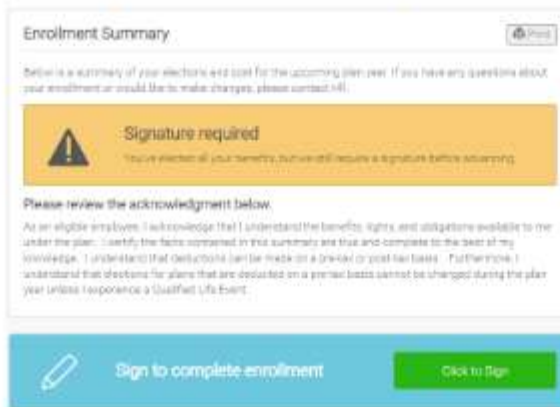 Enrollment Summary
Print
Below is a summary of your elections and cost for the upcoming plan year. If you have any questions about
your enrollment or would like to make changes, please contact HR.
Signature required
You've elected all your benefits, but we still require a signature before advancing.
Please review the acknowledgment below.
As an eligible employee, I acknowledge that I understand the benefits, rights, and obligations available to me
under the plan. I certify the facts contained in this summary are true and complete to the best of my
knowledge. I understand that deductions can be made on a pre-tax or post-tax basis. Furthermore, I
understand that elections for plans that are deducted on a pre-tax basis cannot be changed during the plan
year unless I experience a Qualified Life Event.
Sign to complete enrollment
Click to Sign